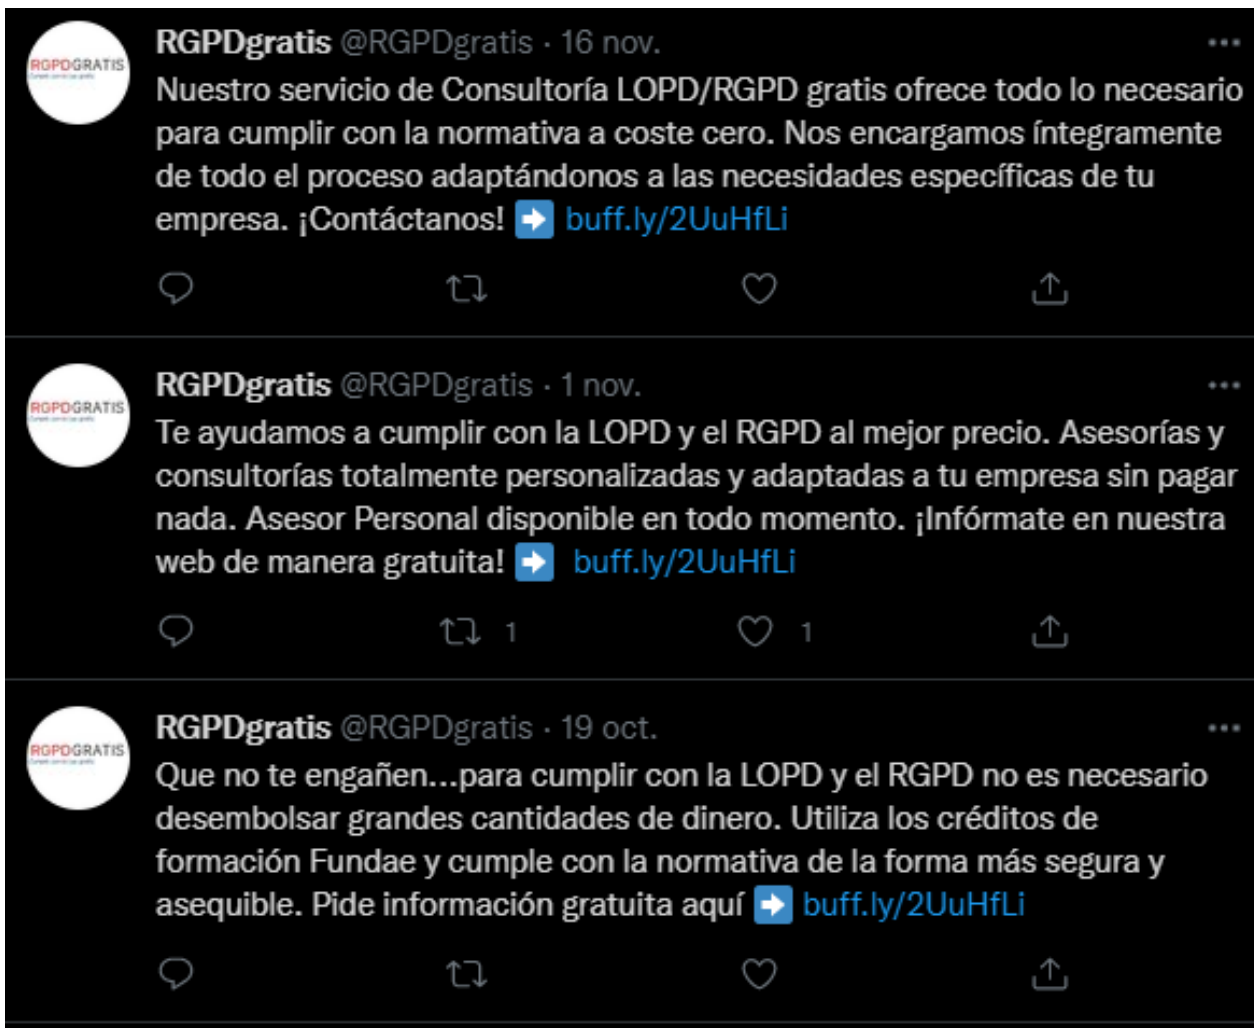 RGPDgratis @RGPDgratis · 16 nov.
RGPDGRATIS
Nuestro servicio de Consultoría LOPD/RGPD gratis ofrece todo lo necesario
para cumplir con la normativa a coste cero. Nos encargamos íntegramente
de todo el proceso adaptándonos a las necesidades específicas de tu
empresa. ¡Contáctanos! ➡ buff.ly/2UuHfLi
RGPDgratis @RGPDgratis · 1 nov.
RGPDGRATIS
Te ayudamos a cumplir con la LOPD y el RGPD al mejor precio. Asesorías y
consultorías totalmente personalizadas y adaptadas a tu empresa sin pagar
nada. Asesor Personal disponible en todo momento. ¡Infórmate en nuestra
web de manera gratuita! ➡ buff.ly/2UuHfLi
1 1
RGPDgratis @RGPDgratis · 19 oct.
RGPDGRATIS
Que no te engañen...para cumplir con la LOPD y el RGPD no es necesario
desembolsar grandes cantidades de dinero. Utiliza los créditos de
formación Fundae y cumple con la normativa de la forma más segura y
asequible. Pide información gratuita aquí ➡ buff.ly/2UuHfLi